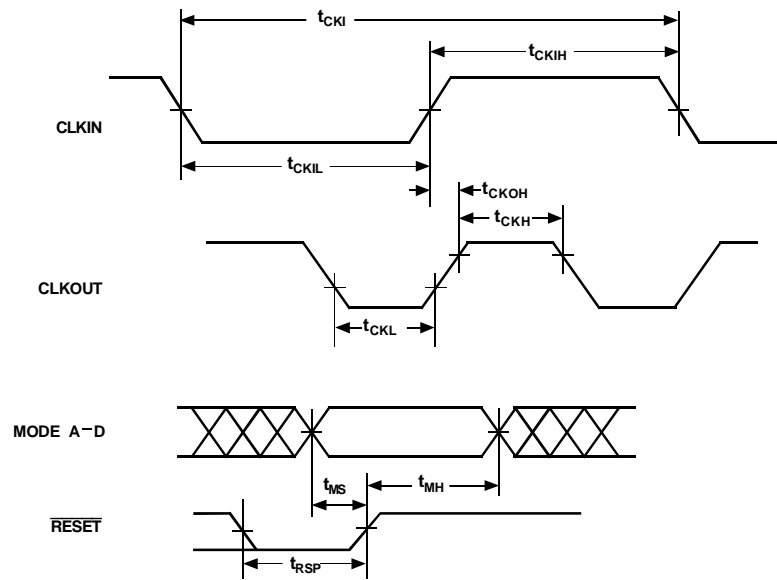 tCKI
tCKIH
CLKIN
tCKIL
tCKOH
tCKH
CLKOUT
tCKL
MODE A–D
tMS
tMH
RESET
tRSP